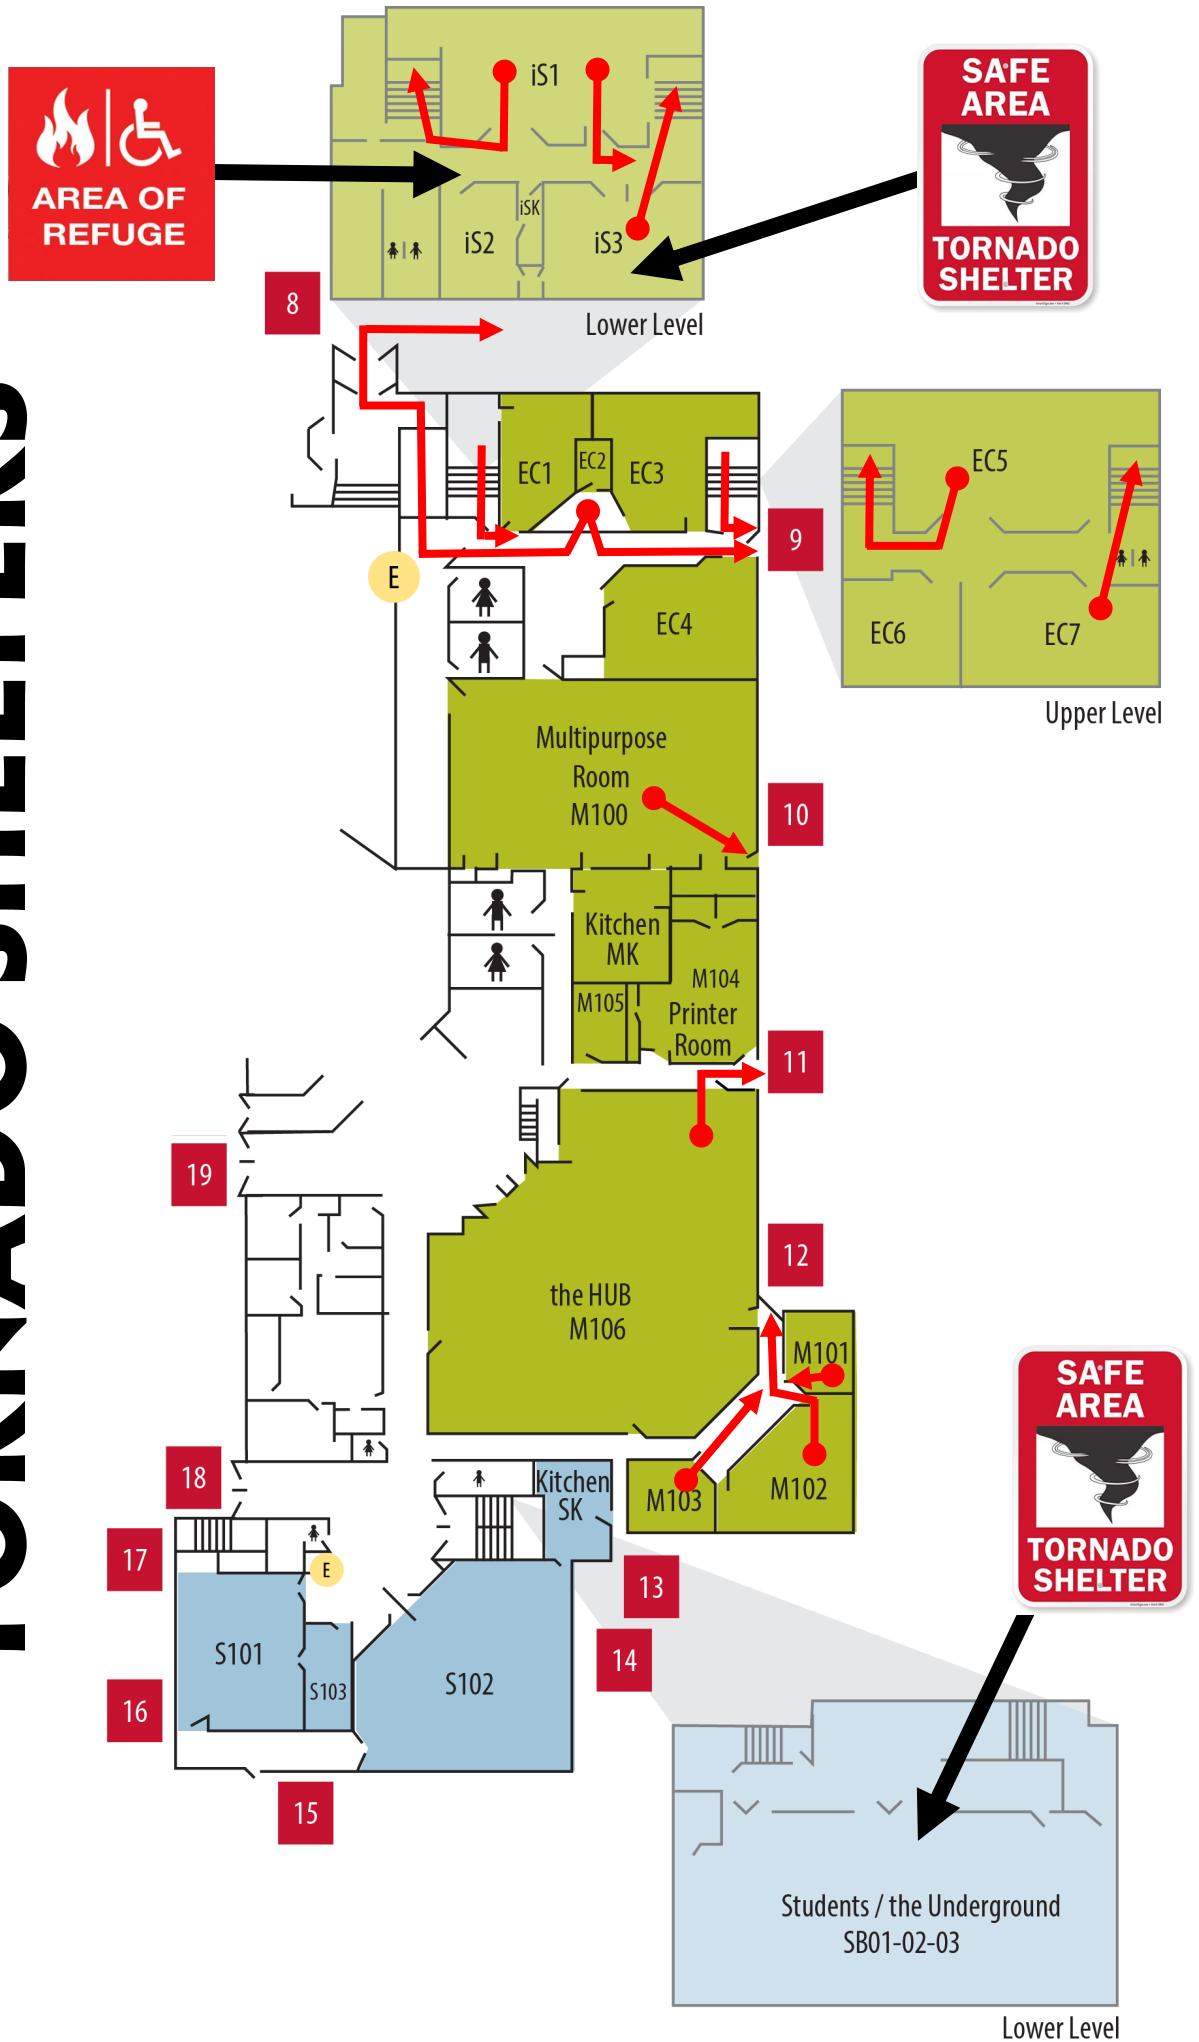 AREA OF
REFUGE
SAFE
AREA
TORNADO
SHELTER
iS1
iSK
iS2
iS3
Lower Level
8
EC1
EC2
EC3
9
E
EC4
EC5
EC6
EC7
Upper Level
Multipurpose
Room
M100
10
Kitchen
MK
M104
M105
Printer
Room
11
19
12
the HUB
M106
M101
M102
M103
SAFE
AREA
TORNADO
SHELTER
18
Kitchen
SK
17
E
13
14
S101
S103
S102
16
15
Students / the Underground
SB01-02-03
Lower Level